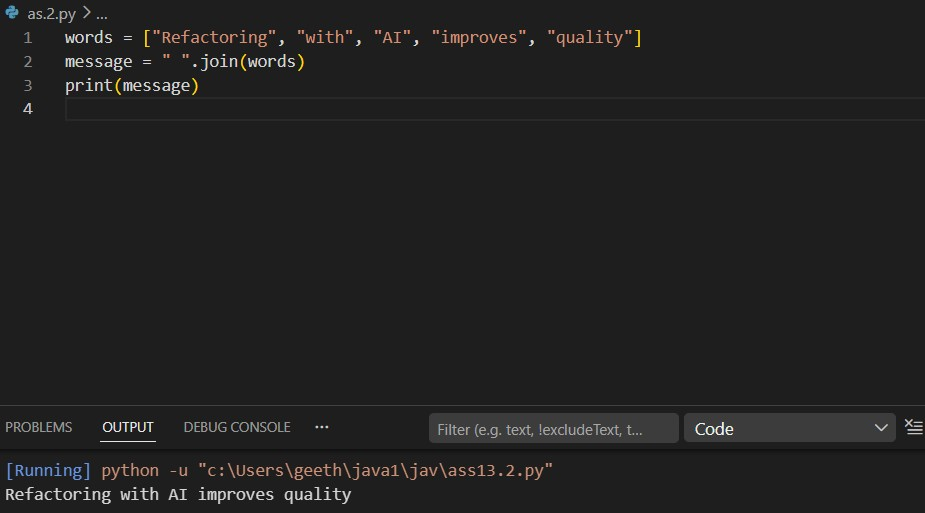 as.2.py > ...
1 words = ["Refactoring", "with", "AI", "improves", "quality"]
2 message = " ".join(words)
3 print(message)
4
PROBLEMS OUTPUT DEBUG CONSOLE ... Filter (e.g. text, !excludeText, t... Code
[Running] python -u "c:\Users\geeth\java1\jav\ass13.2.py"
Refactoring with AI improves quality